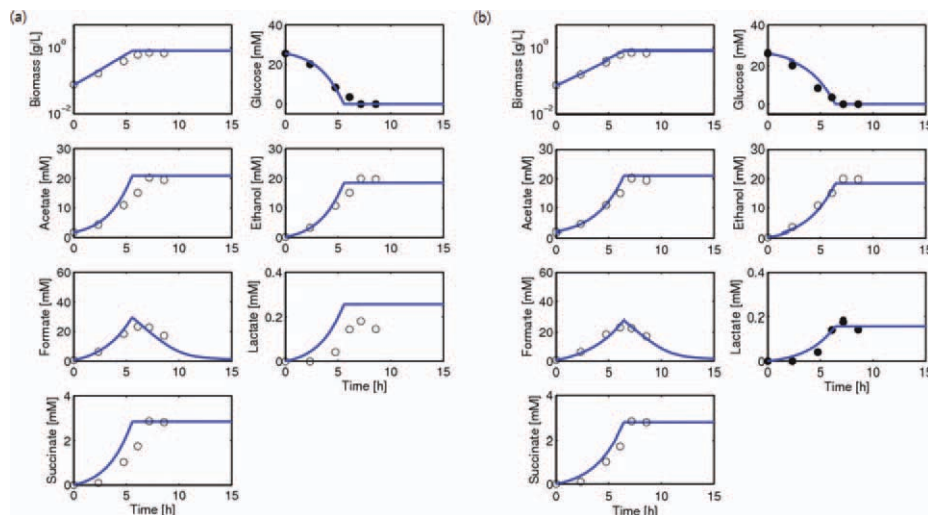 (a)
Biomass [g/L]
10⁰
10⁻²
0 5 10 15
Glucose [mM]
40
20
0
0 5 10 15
Acetate [mM]
30
20
10
0
0 5 10 15
Ethanol [mM]
30
20
10
0
0 5 10 15
Formate [mM]
60
40
20
0
0 5 10 15
Lactate [mM]
0.4
0.2
0
0 5 10 15
Time [h]
Succinate [mM]
4
2
0
0 5 10 15
Time [h]
(b)
Biomass [g/L]
10⁰
10⁻²
0 5 10 15
Glucose [mM]
40
20
0
0 5 10 15
Acetate [mM]
30
20
10
0
0 5 10 15
Ethanol [mM]
30
20
10
0
0 5 10 15
Formate [mM]
60
40
20
0
0 5 10 15
Lactate [mM]
0.4
0.2
0
0 5 10 15
Time [h]
Succinate [mM]
4
2
0
0 5 10 15
Time [h]